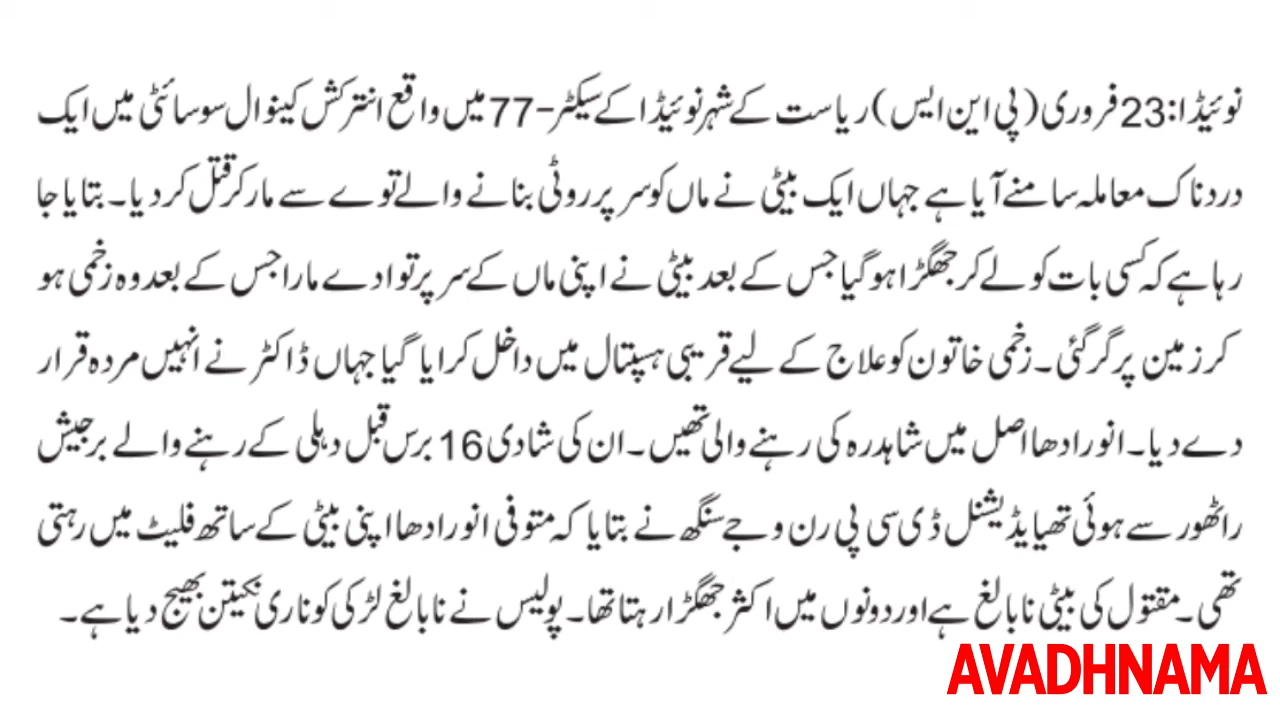 نوئیڈا:23فروری(پی این ایس)ریاست کے شہرنوئیڈا کے سیکٹر-77میں واقع انترکش کینوال سوسائٹی میں ایک
دردناک معاملہ سامنے آیا ہے جہاں ایک بیٹی نے ماں کو سر پر روٹی بنانے والے توے سے مار کر قتل کر دیا۔ بتایا جا
رہا ہے کہ کسی بات کو لے کر جھگڑا ہو گیا جس کے بعد بیٹی نے اپنی ماں کے سر پر توا دے مارا جس کے بعد وہ زخمی ہو
کر زمین پر گر گئی۔ زخمی خاتون کو علاج کے لیے قریبی ہسپتال میں داخل کرایا گیا جہاں ڈاکٹر نے انہیں مردہ قرار
دے دیا۔ انورادھا اصل میں شاہدرہ کی رہنے والی تھیں۔ ان کی شادی 16 برس قبل دہلی کے رہنے والے برجیش
راٹھور سے ہوئی تھیایڈیشنل ڈی سی پی رن وجے سنگھ نے بتایا کہ متوفی انورادھا اپنی بیٹی کے ساتھ فلیٹ میں رہتی
تھی۔ مقتول کی بیٹی نابالغ ہے اور دونوں میں اکثر جھگڑا رہتا تھا۔ پولیس نے نابالغ لڑکی کو ناری نکیتن بھیج دیا ہے۔
AVADHNAMA